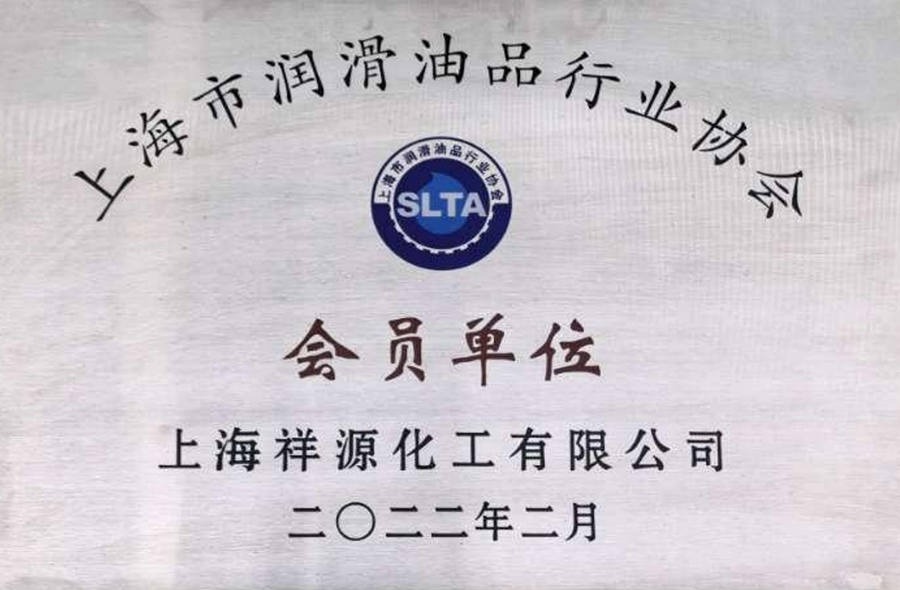 上海市润滑油品行业协会
上海市润滑油品行业协会
SLTA
会员单位
上海祥源化工有限公司
二〇二二年二月